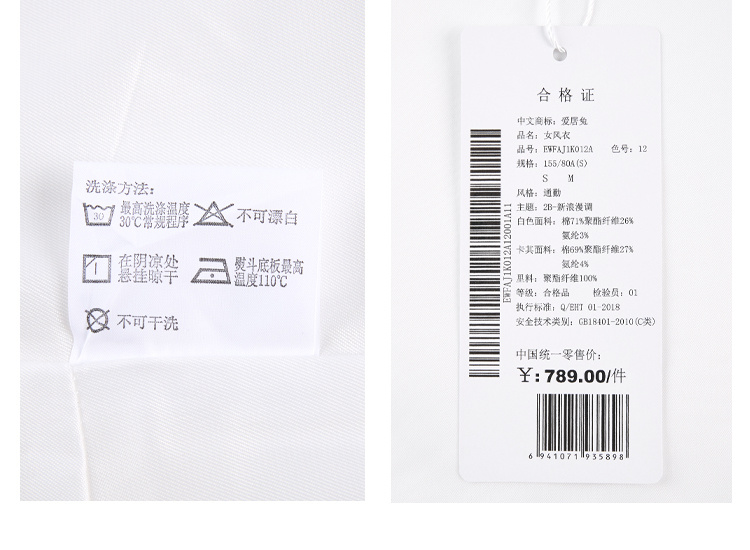 洗涤方法:
30
最高洗涤温度
30℃常规程序
不可漂白
在阴凉处
悬挂晾干
熨斗底板最高
温度110℃
不可干洗
合格证
中文商标: 爱居兔
品名: 女风衣
品号: EWFAJ1K012A 色号: 12
规格: 155/80A(S)
S M
风格: 通勤
主题: 2B-新浪漫调
白色面料: 棉71%聚酯纤维26%
氨纶3%
卡其面料: 棉69%聚酯纤维27%
氨纶4%
里料: 聚酯纤维100%
等级: 合格品 检验员: 01
执行标准: Q/EHT 01-2018
安全技术类别: GB18401-2010(C类)
EWFAJ1K012A12001A11
中国统一零售价:
¥: 789.00/件
6 941071 935898